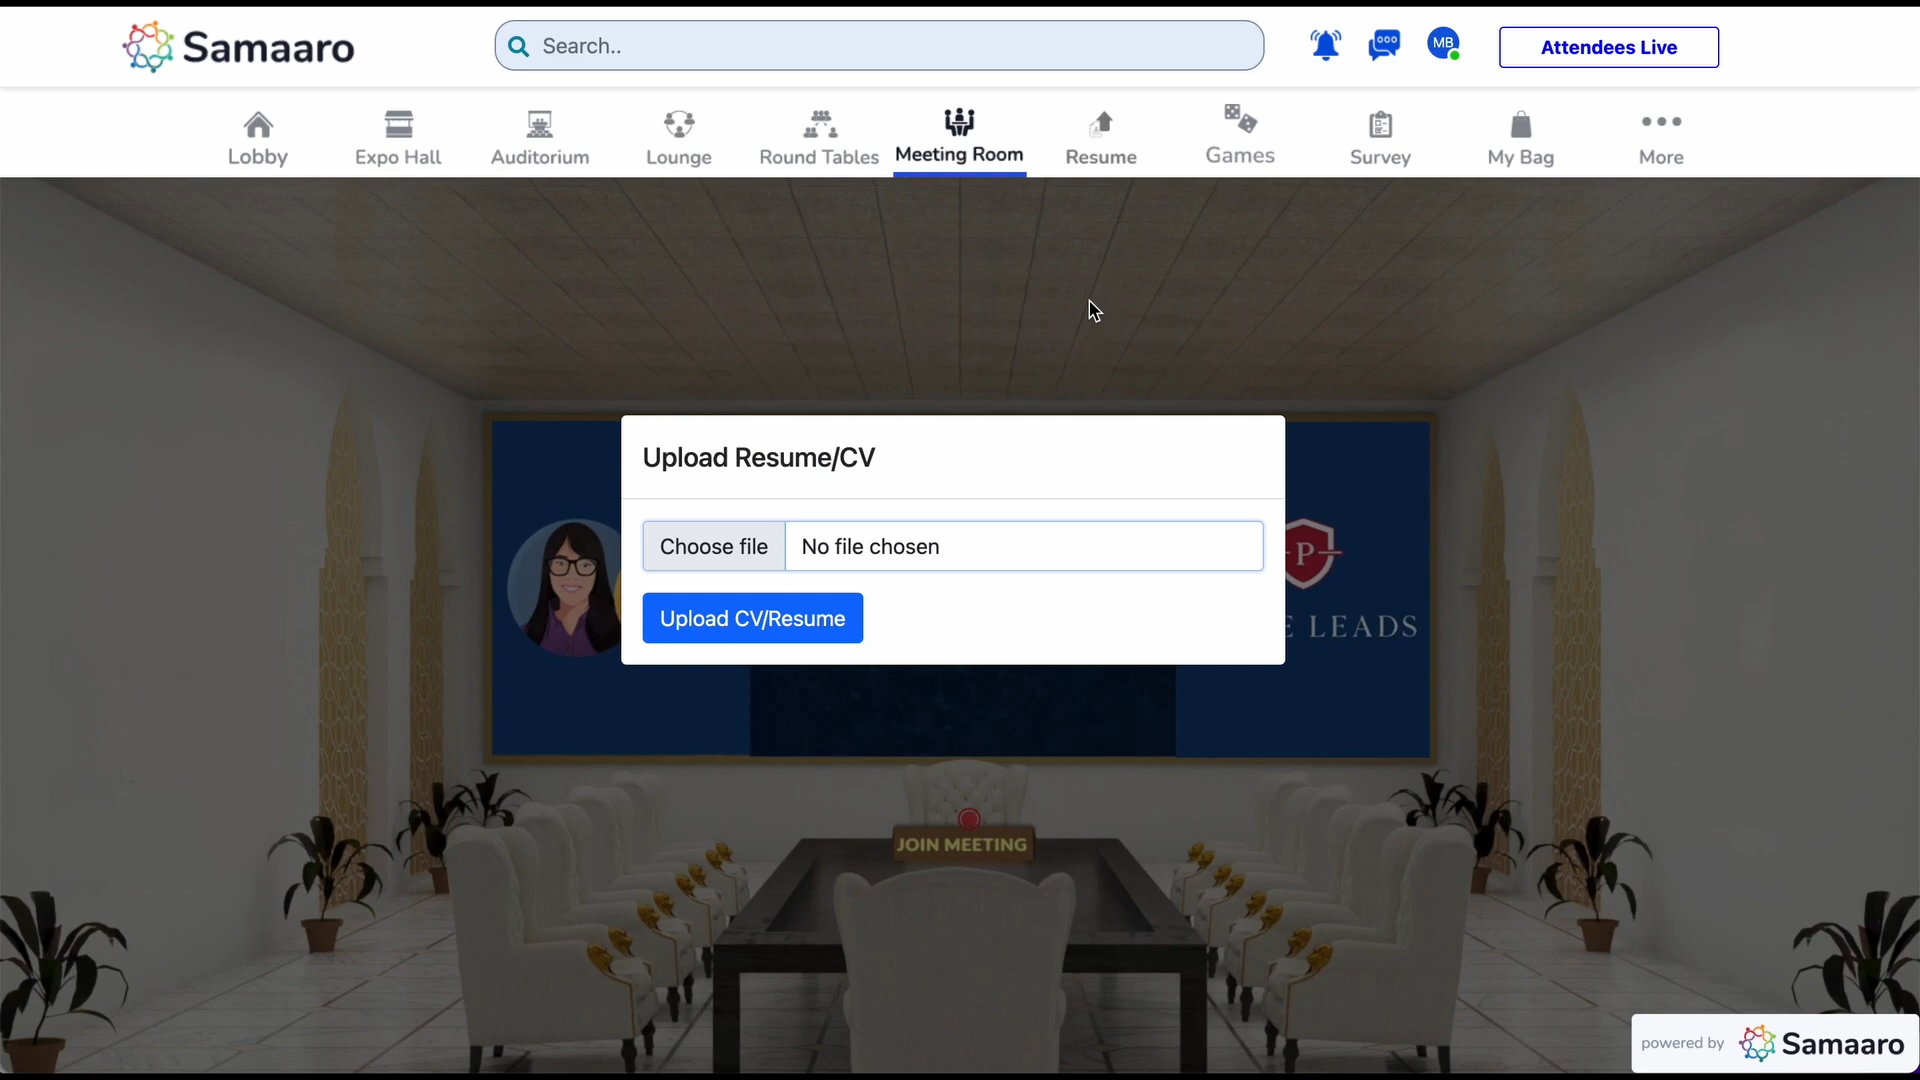 Samaaro
Search..
MB
Attendees Live
Lobby
Expo Hall
Auditorium
Lounge
Round Tables
Meeting Room
Resume
Games
Survey
My Bag
More
Upload Resume/CV
Choose file
No file chosen
Upload CV/Resume
P
LEADS
JOIN MEETING
powered by
Samaaro